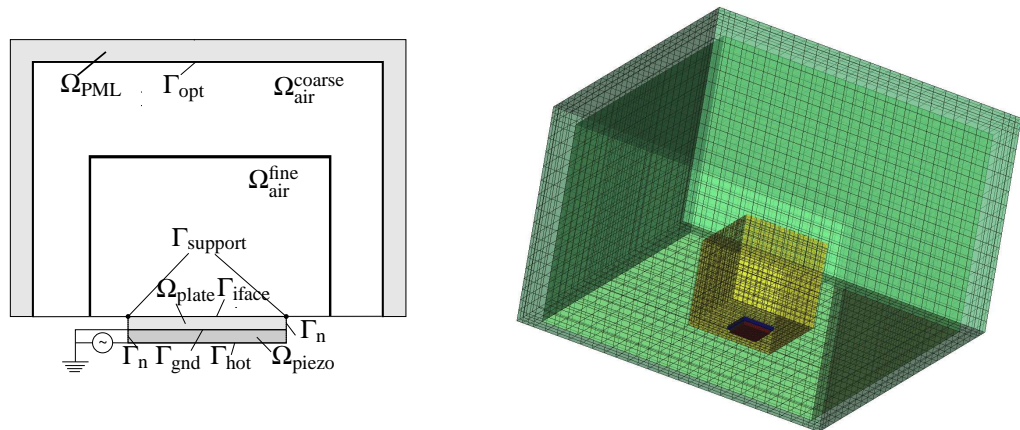 Ω_PML
Γ_opt
Ω_air^coarse
Ω_air^fine
Γ_support
Ω_plate
Γ_iface
Γ_n
~
Γ_n
Γ_gnd
Γ_hot
Ω_piezo